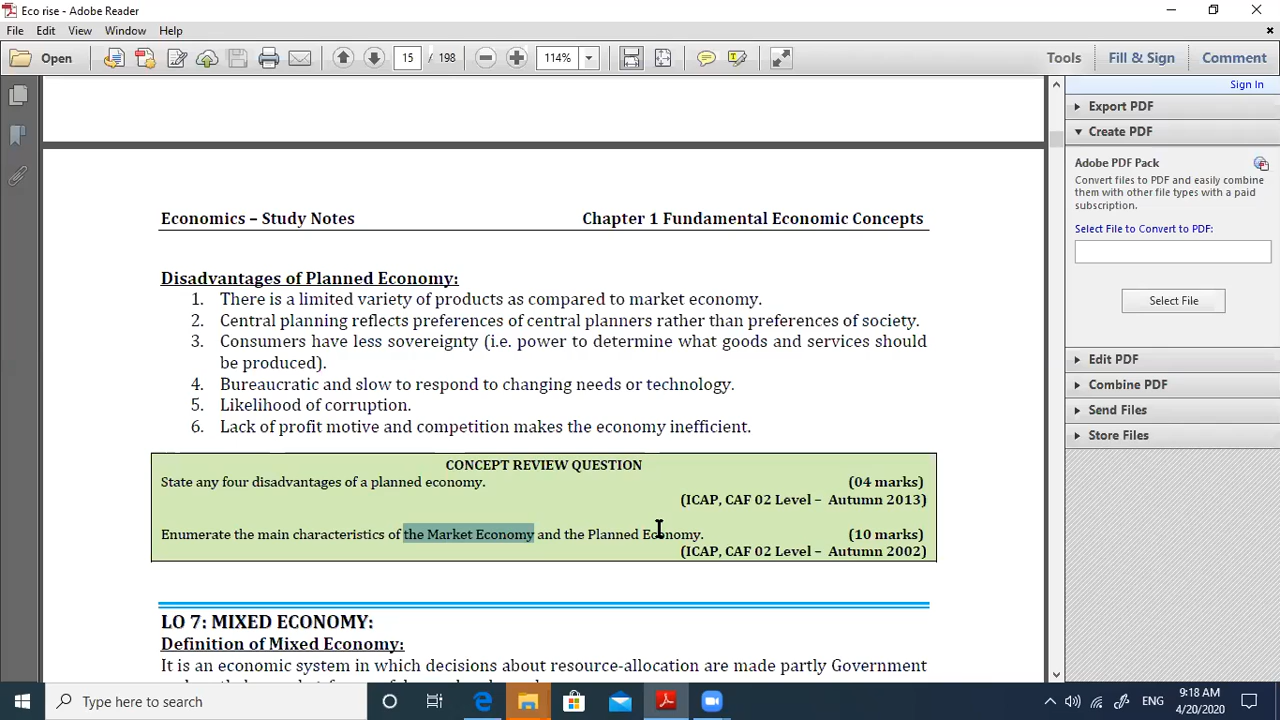 Eco rise - Adobe Reader
File Edit View Window Help
Open 15 / 198 114% Tools Fill & Sign Comment
Sign In
Export PDF
Create PDF
Adobe PDF Pack
Convert files to PDF and easily combine
them with other file types with a paid
subscription.
Select File to Convert to PDF:
Select File
Edit PDF
Combine PDF
Send Files
Store Files
Economics – Study Notes Chapter 1 Fundamental Economic Concepts
Disadvantages of Planned Economy:
1. There is a limited variety of products as compared to market economy.
2. Central planning reflects preferences of central planners rather than preferences of society.
3. Consumers have less sovereignty (i.e. power to determine what goods and services should
be produced).
4. Bureaucratic and slow to respond to changing needs or technology.
5. Likelihood of corruption.
6. Lack of profit motive and competition makes the economy inefficient.
CONCEPT REVIEW QUESTION
State any four disadvantages of a planned economy. (04 marks)
(ICAP, CAF 02 Level – Autumn 2013)
Enumerate the main characteristics of the Market Economy and the Planned Economy. (10 marks)
(ICAP, CAF 02 Level – Autumn 2002)
LO 7: MIXED ECONOMY:
Definition of Mixed Economy:
It is an economic system in which decisions about resource-allocation are made partly Government
Type here to search
ENG
9:18 AM
4/20/2020